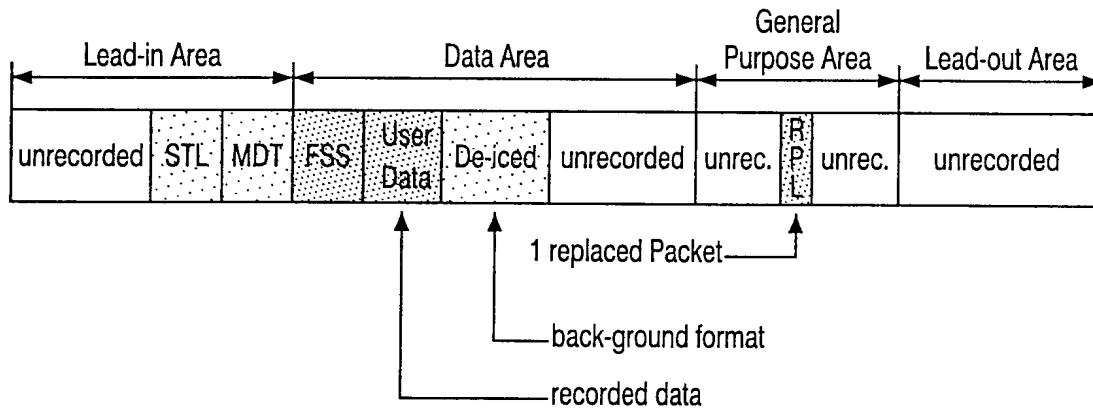 General
Lead-in Area Data Area Purpose Area Lead-out Area
unrecorded STL MDT FSS User Data De-iced unrecorded unrec. RPL unrec. unrecorded
1 replaced Packet
back-ground format
recorded data